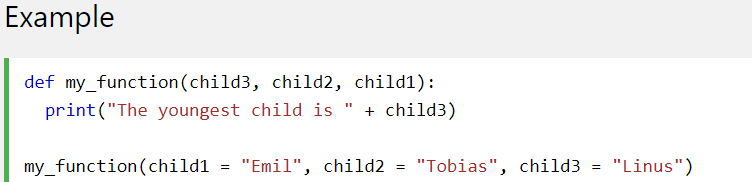 Example
def my_function(child3, child2, child1):
  print("The youngest child is " + child3)
my_function(child1 = "Emil", child2 = "Tobias", child3 = "Linus")